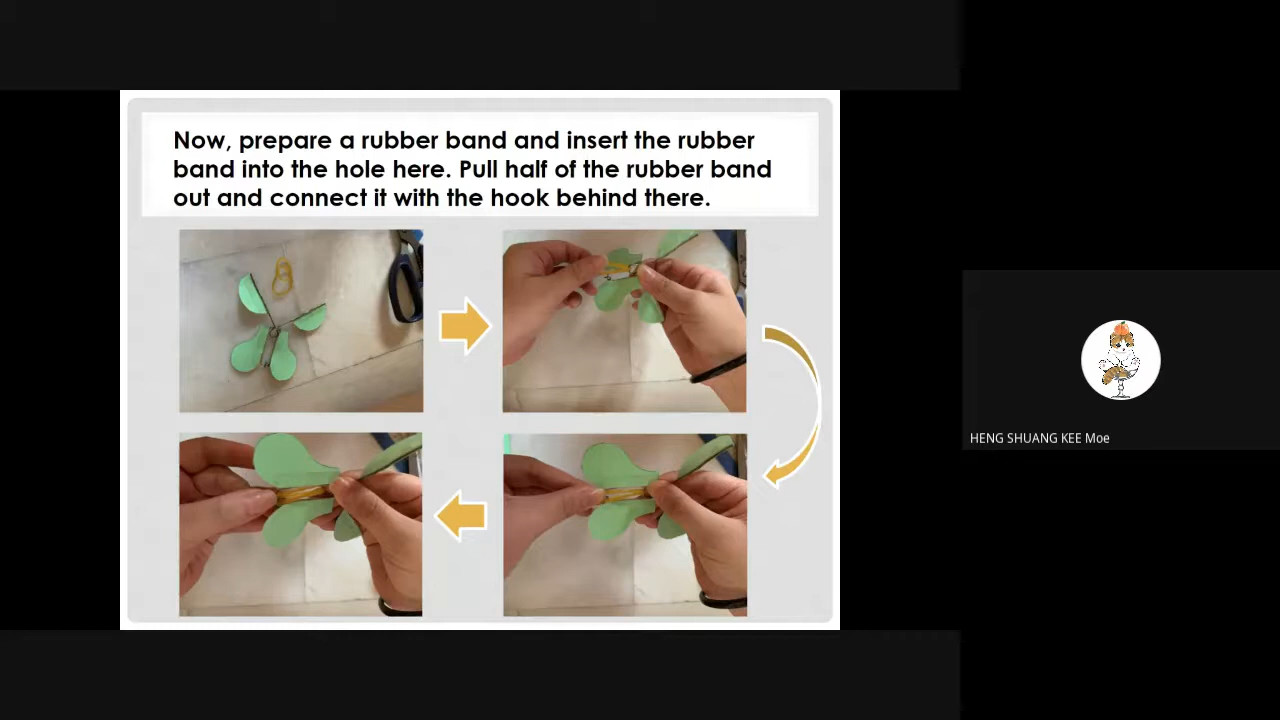 Now, prepare a rubber band and insert the rubber
band into the hole here. Pull half of the rubber band
out and connect it with the hook behind there.
HENG SHUANG KEE Moe